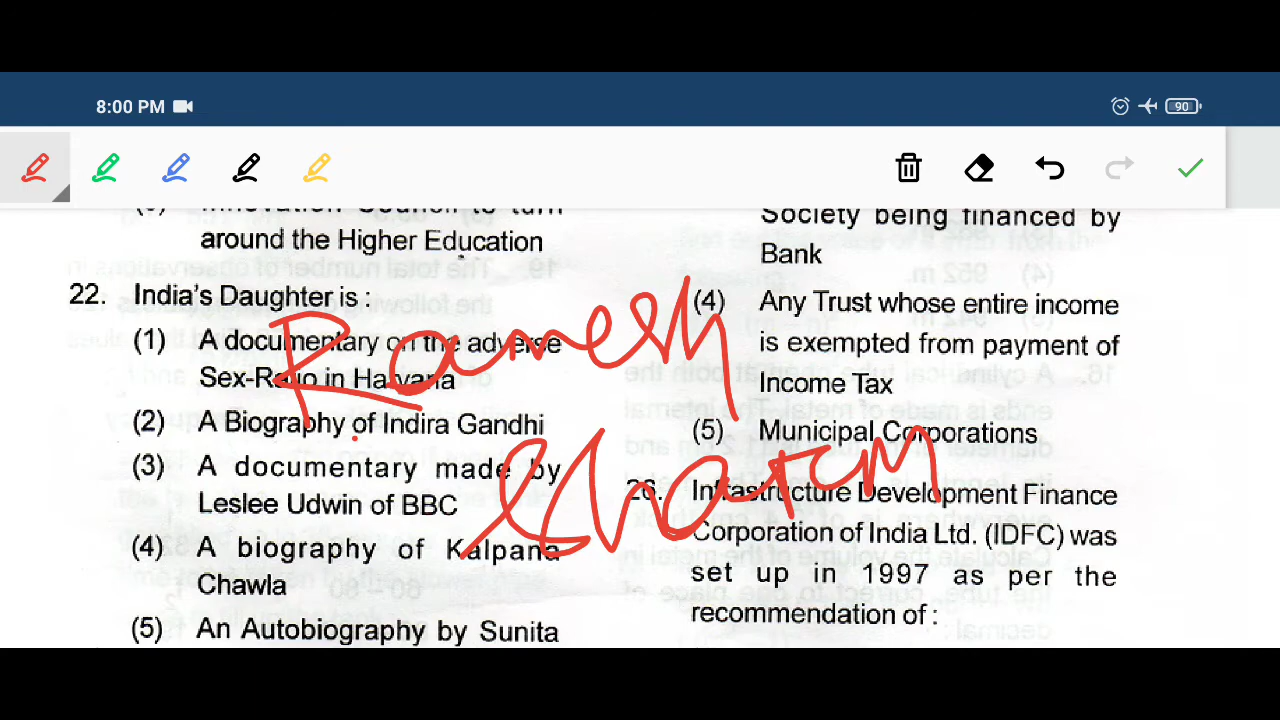 8:00 PM
90
around the Higher Education
22. India's Daughter is :
(1) A documentary on the adverse
Sex-Ratio in Haryana
(2) A Biography of Indira Gandhi
(3) A documentary made by
Leslee Udwin of BBC
(4) A biography of Kalpana
Chawla
(5) An Autobiography by Sunita
Society being financed by
Bank
(4) Any Trust whose entire income
is exempted from payment of
Income Tax
(5) Municipal Corporations
26. Infrastructure Development Finance
Corporation of India Ltd. (IDFC) was
set up in 1997 as per the
recommendation of :
Ramesh